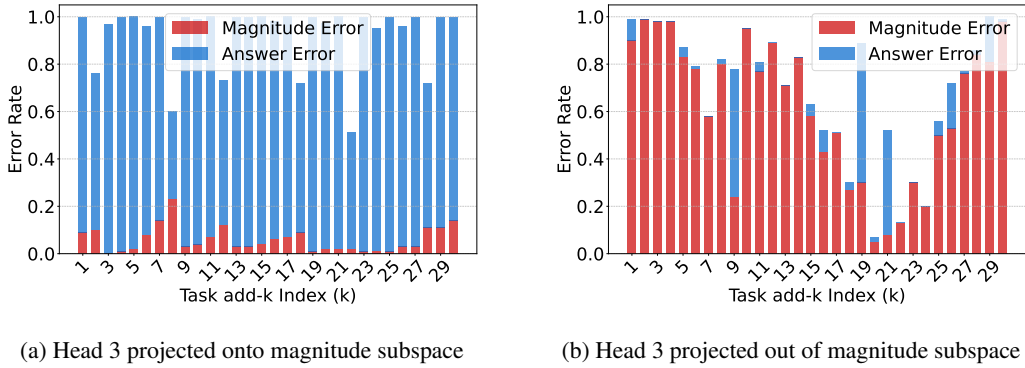 1.0
0.8
0.6
0.4
0.2
0.0
Error Rate
Magnitude Error
Answer Error
1 3 5 7 9 11 13 15 17 19 21 23 25 27 29
Task add-k Index (k)
(a) Head 3 projected onto magnitude subspace
1.0
0.8
0.6
0.4
0.2
0.0
Error Rate
Magnitude Error
Answer Error
1 3 5 7 9 11 13 15 17 19 21 23 25 27 29
Task add-k Index (k)
(b) Head 3 projected out of magnitude subspace